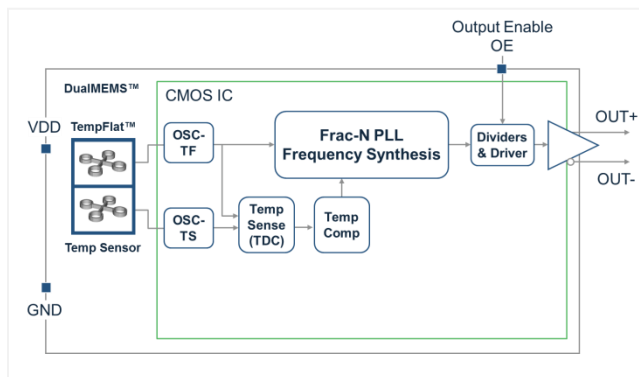 Output Enable
OE
DualMEMS™
CMOS IC
VDD
TempFlat™
OSC-
TF
Frac-N PLL
Frequency Synthesis
Dividers
& Driver
OUT+
OUT-
OSC-
TS
Temp
Sense
(TDC)
Temp
Comp
Temp Sensor
GND